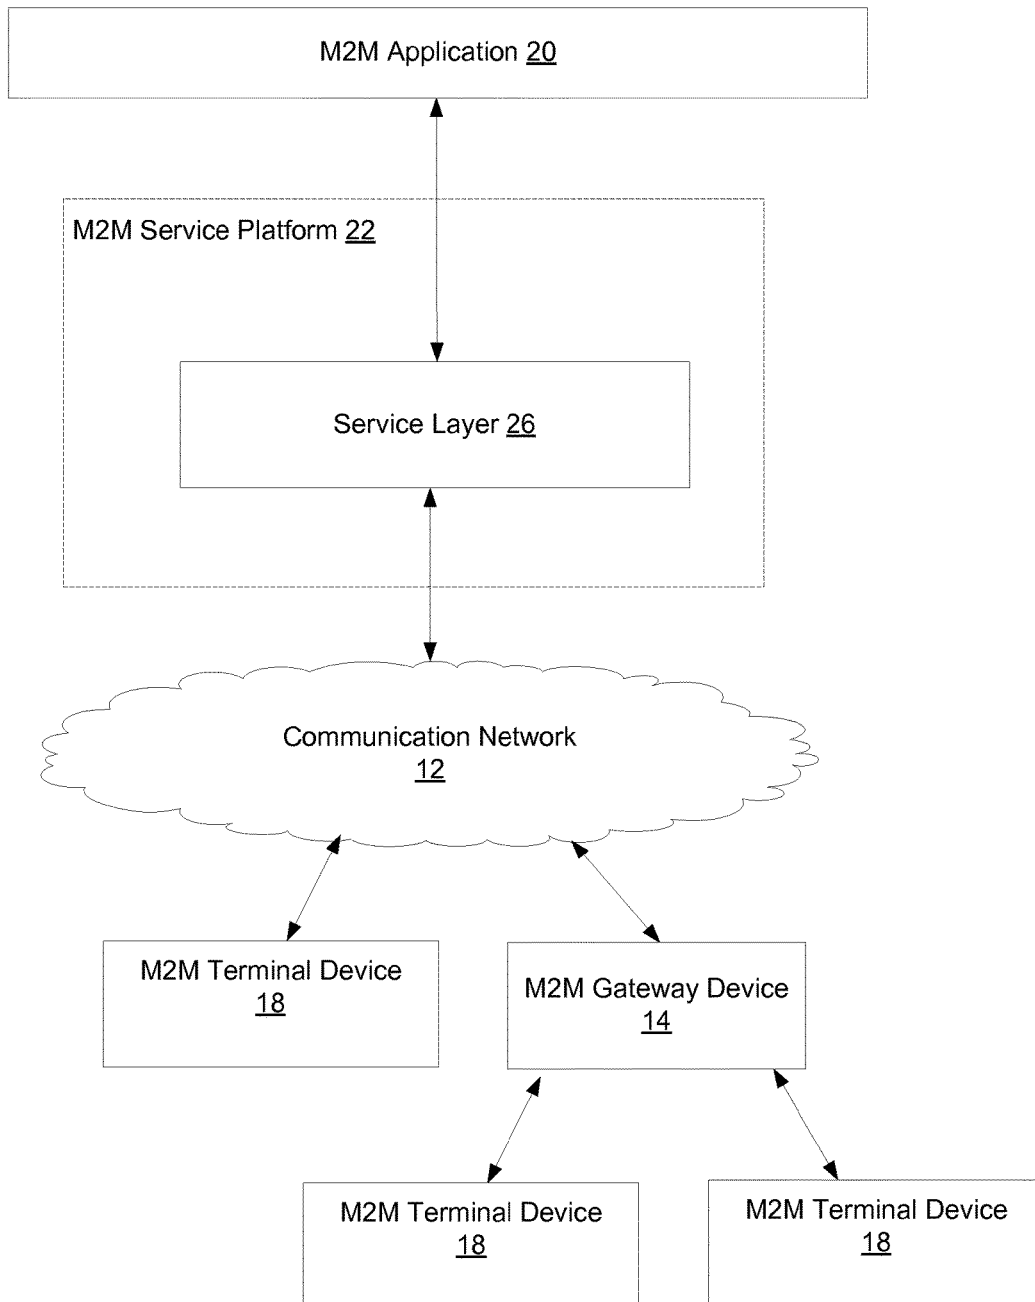 M2M Application 20
M2M Service Platform 22
Service Layer 26
Communication Network
12
M2M Terminal Device
18
M2M Gateway Device
14
M2M Terminal Device
18
M2M Terminal Device
18